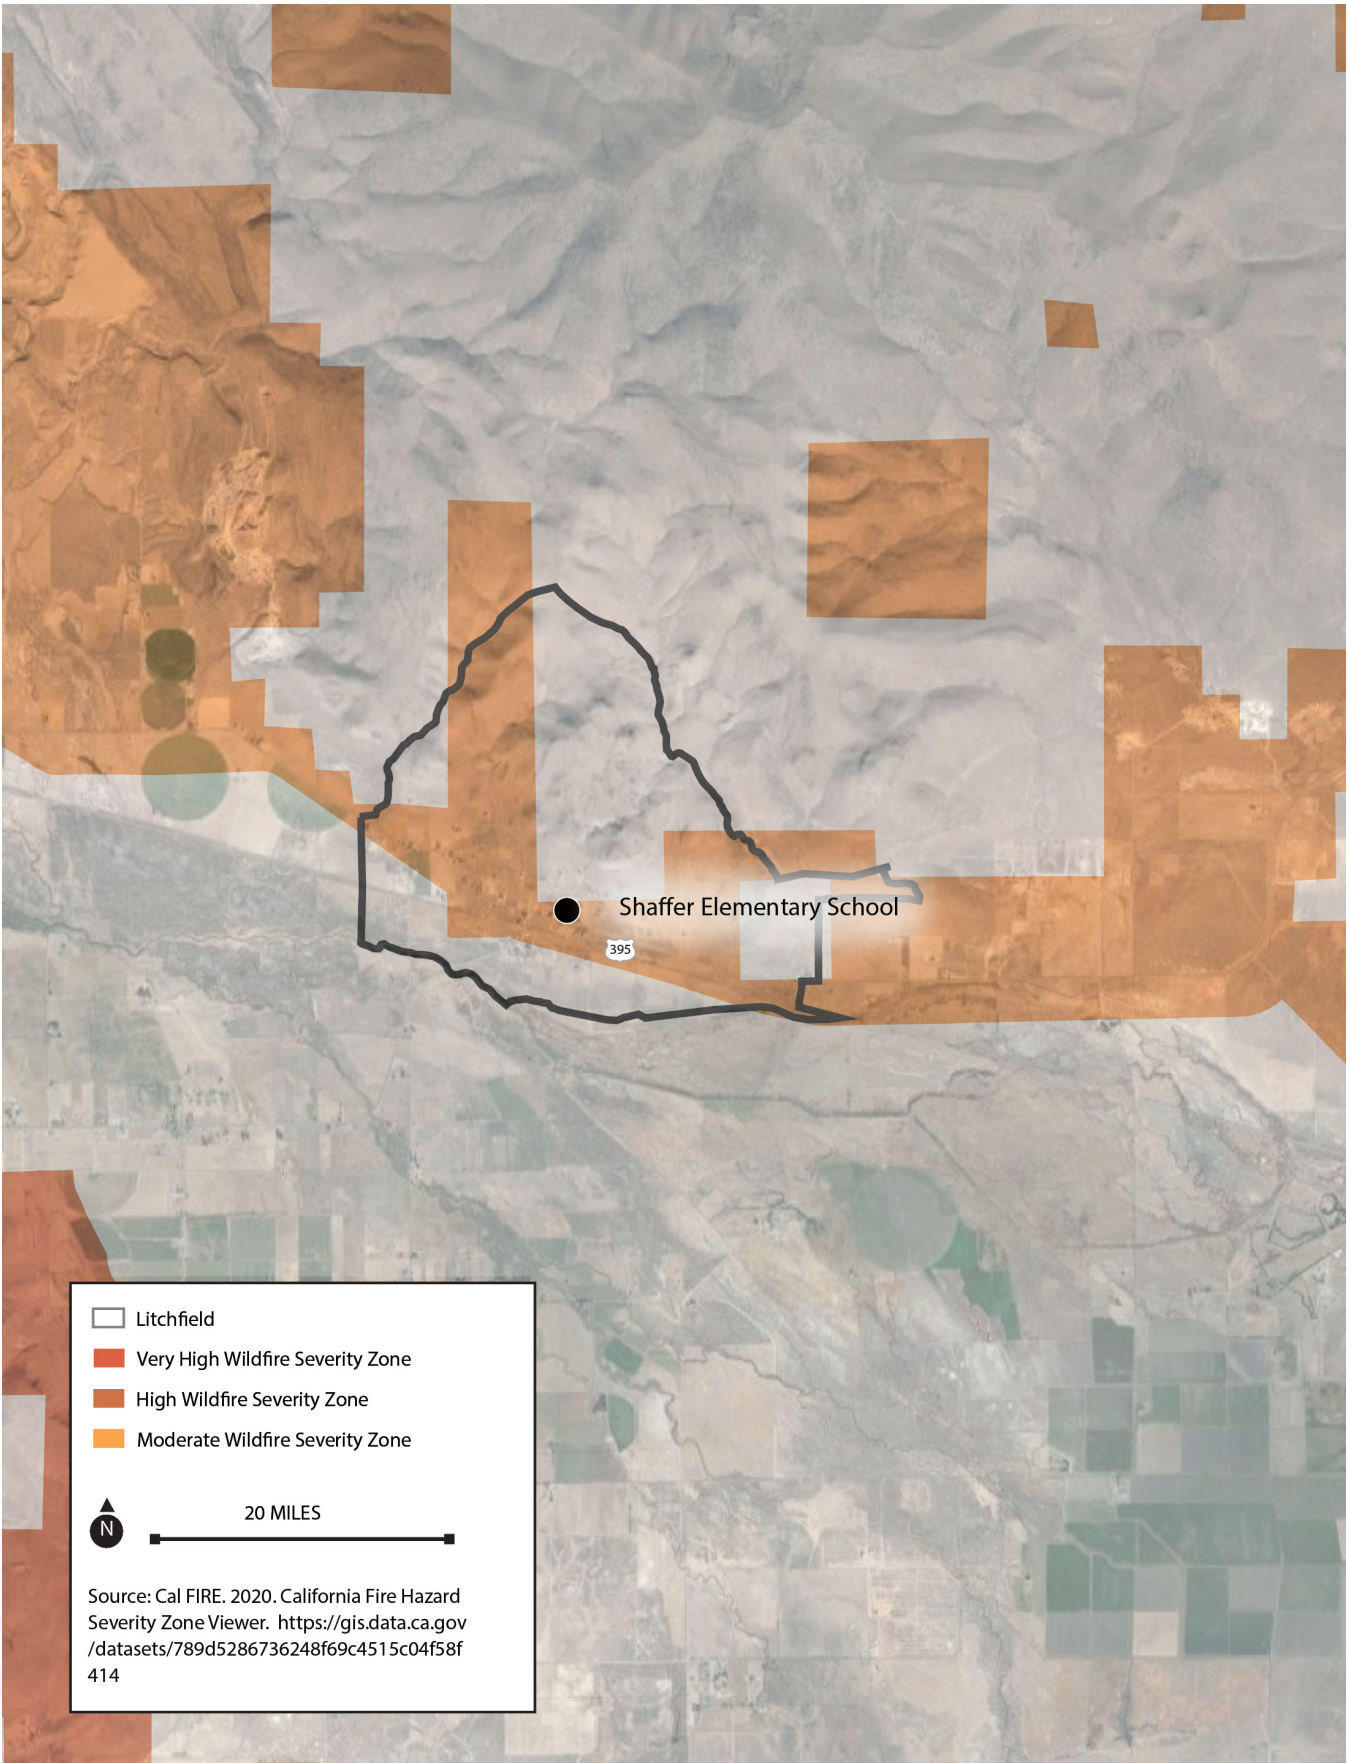 Shaffer Elementary School
395
Litchfield
Very High Wildfire Severity Zone
High Wildfire Severity Zone
Moderate Wildfire Severity Zone
N
20 MILES
Source: Cal FIRE. 2020. California Fire Hazard
Severity Zone Viewer. https://gis.data.ca.gov
/datasets/789d5286736248f69c4515c04f58f
414